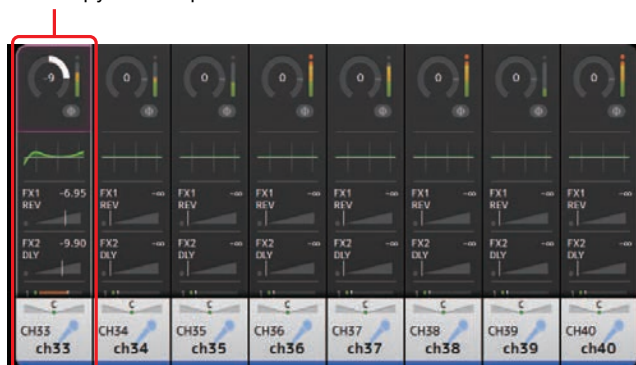 -9 0 0 0 0 0 0 0
FX1 -6.95 FX1 -∞ FX1 -∞ FX1 -∞ FX1 -∞ FX1 -∞ FX1 -∞ FX1 -∞
REV REV REV REV REV REV REV REV
FX2 -9.90 FX2 -∞ FX2 -∞ FX2 -∞ FX2 -∞ FX2 -∞ FX2 -∞ FX2 -∞
DLY DLY DLY DLY DLY DLY DLY DLY
C C C C C C C C
CH33 CH34 CH35 CH36 CH37 CH38 CH39 CH40
ch33 ch34 ch35 ch36 ch37 ch38 ch39 ch40